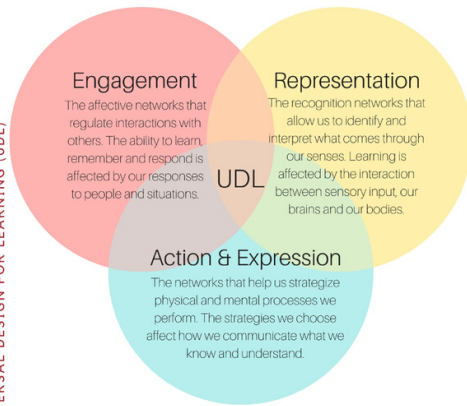 Engagement
The affective networks that
regulate interactions with
others. The ability to learn,
remember and respond is
affected by our responses
to people and situations.
Representation
The recognition networks that
allow us to identify and
interpret what comes through
our senses. Learning is
affected by the interaction
between sensory input, our
brains and our bodies.
UDL
Action & Expression
The networks that help us strategize
physical and mental processes we
perform. The strategies we choose
affect how we communicate what we
know and understand.
DESIGN FOR LEARNING (UDL)